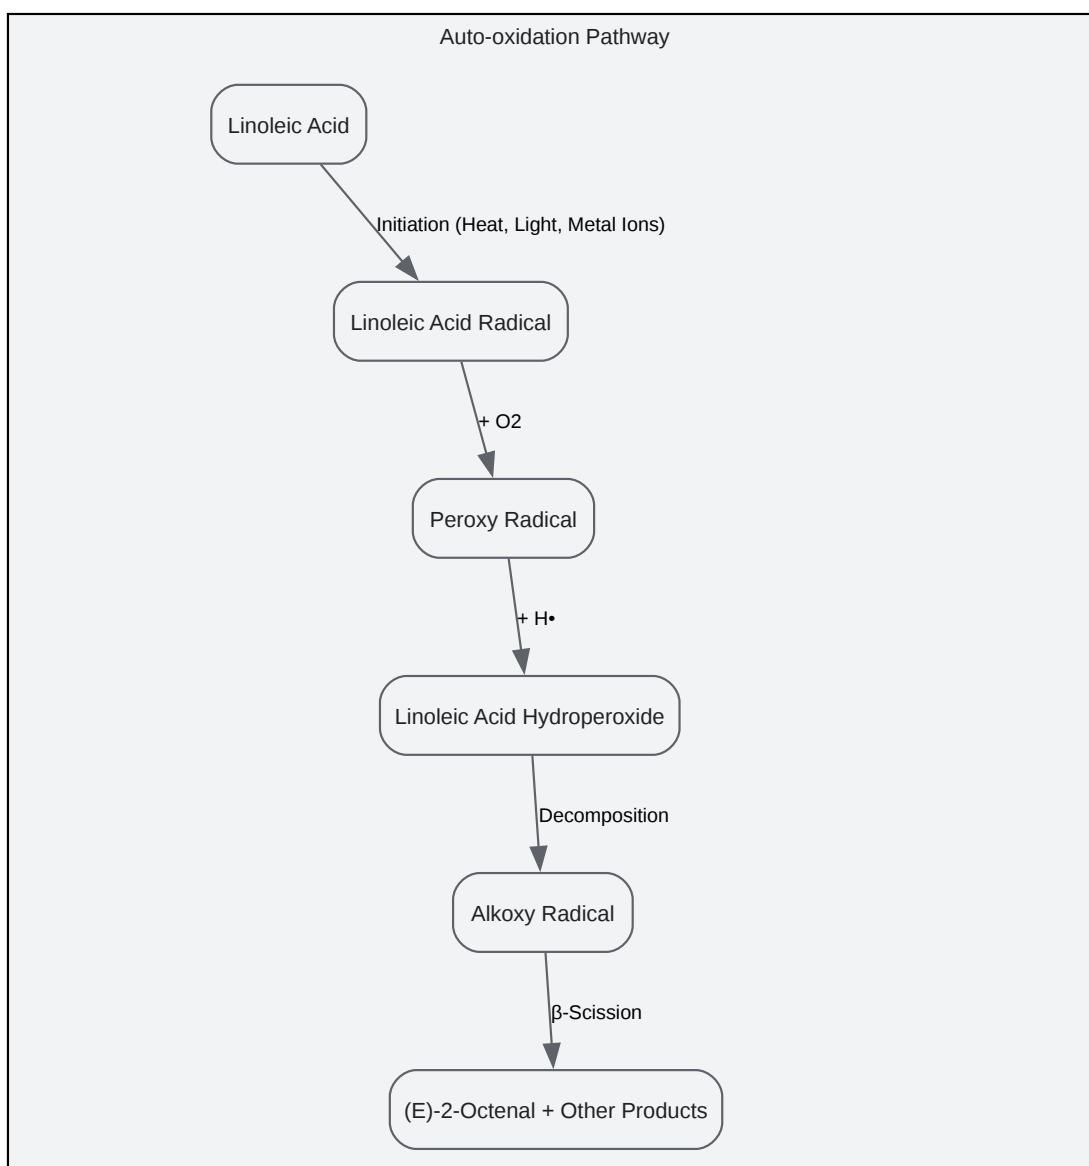 Auto-oxidation Pathway
Linoleic Acid
Initiation (Heat, Light, Metal Ions)
Linoleic Acid Radical
+ O2
Peroxy Radical
+ H•
Linoleic Acid Hydroperoxide
Decomposition
Alkoxy Radical
β-Scission
(E)-2-Octenal + Other Products